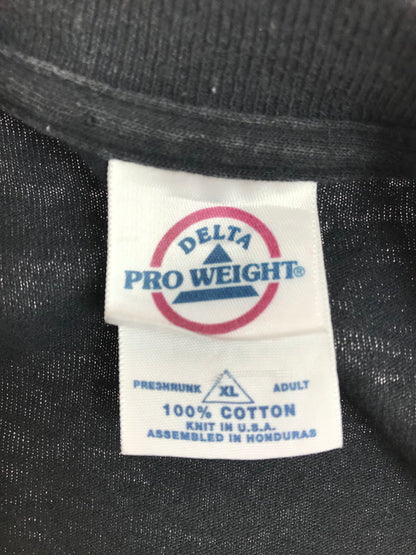 DELTA
PRO WEIGHT®
PRESHRUNK XL ADULT
100% COTTON
KNIT IN U.S.A.
ASSEMBLED IN HONDURAS